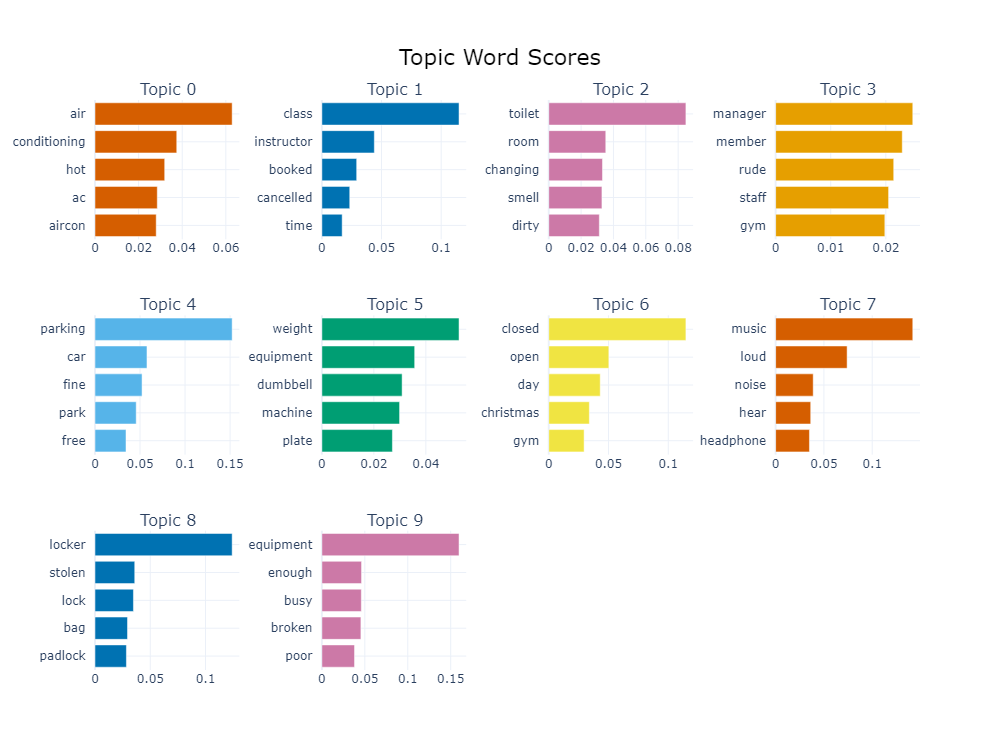 Topic Word Scores
Topic 0
air
conditioning
hot
ac
aircon
0 0.02 0.04 0.06
Topic 1
class
instructor
booked
cancelled
time
0 0.05 0.1
Topic 2
toilet
room
changing
smell
dirty
0 0.02 0.04 0.06 0.08
Topic 3
manager
member
rude
staff
gym
0 0.01 0.02
Topic 4
parking
car
fine
park
free
0 0.05 0.1 0.15
Topic 5
weight
equipment
dumbbell
machine
plate
0 0.02 0.04
Topic 6
closed
open
day
christmas
gym
0 0.05 0.1
Topic 7
music
loud
noise
hear
headphone
0 0.05 0.1
Topic 8
locker
stolen
lock
bag
padlock
0 0.05 0.1
Topic 9
equipment
enough
busy
broken
poor
0 0.05 0.1 0.15